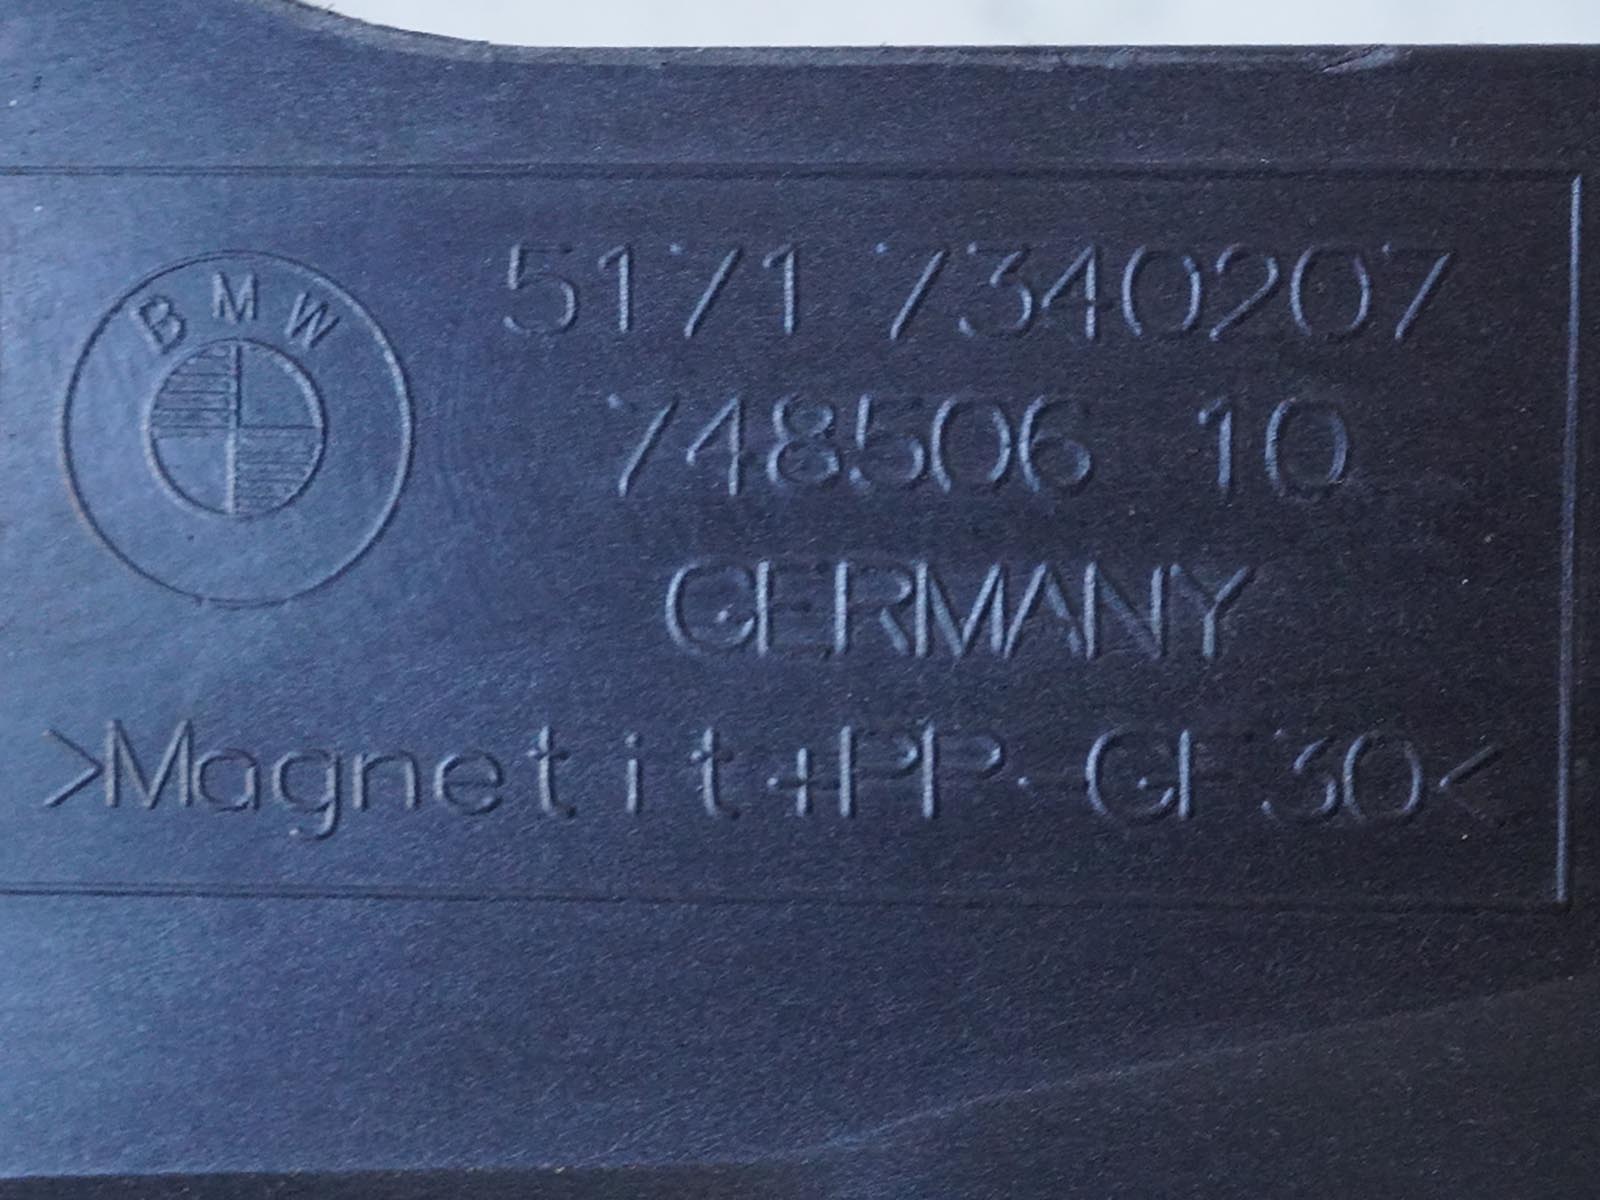 BMW
5171 7340207
748506 10
GERMANY
>Magnetit+PP-GF30<